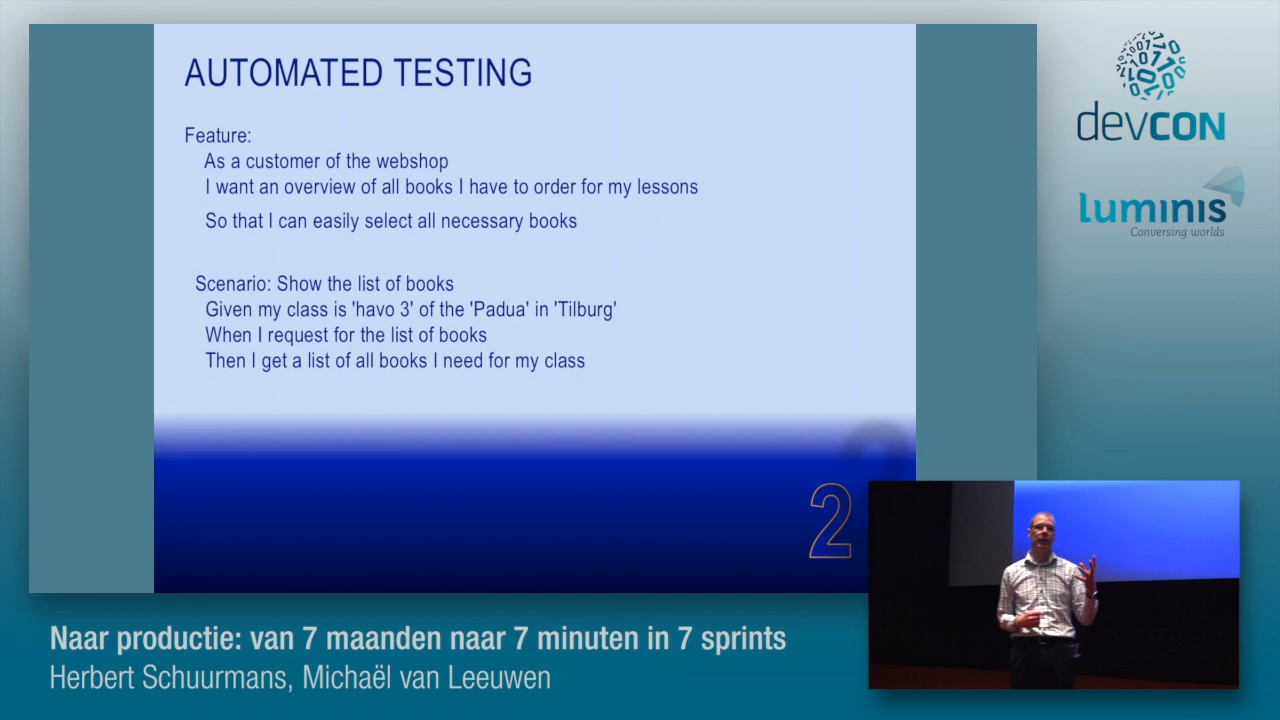 AUTOMATED TESTING
Feature:
As a customer of the webshop
I want an overview of all books I have to order for my lessons
So that I can easily select all necessary books
Scenario: Show the list of books
Given my class is 'havo 3' of the 'Padua' in 'Tilburg'
When I request for the list of books
Then I get a list of all books I need for my class
2
devCON
luminis
Conversing worlds
Naar productie: van 7 maanden naar 7 minuten in 7 sprints
Herbert Schuurmans, Michaël van Leeuwen